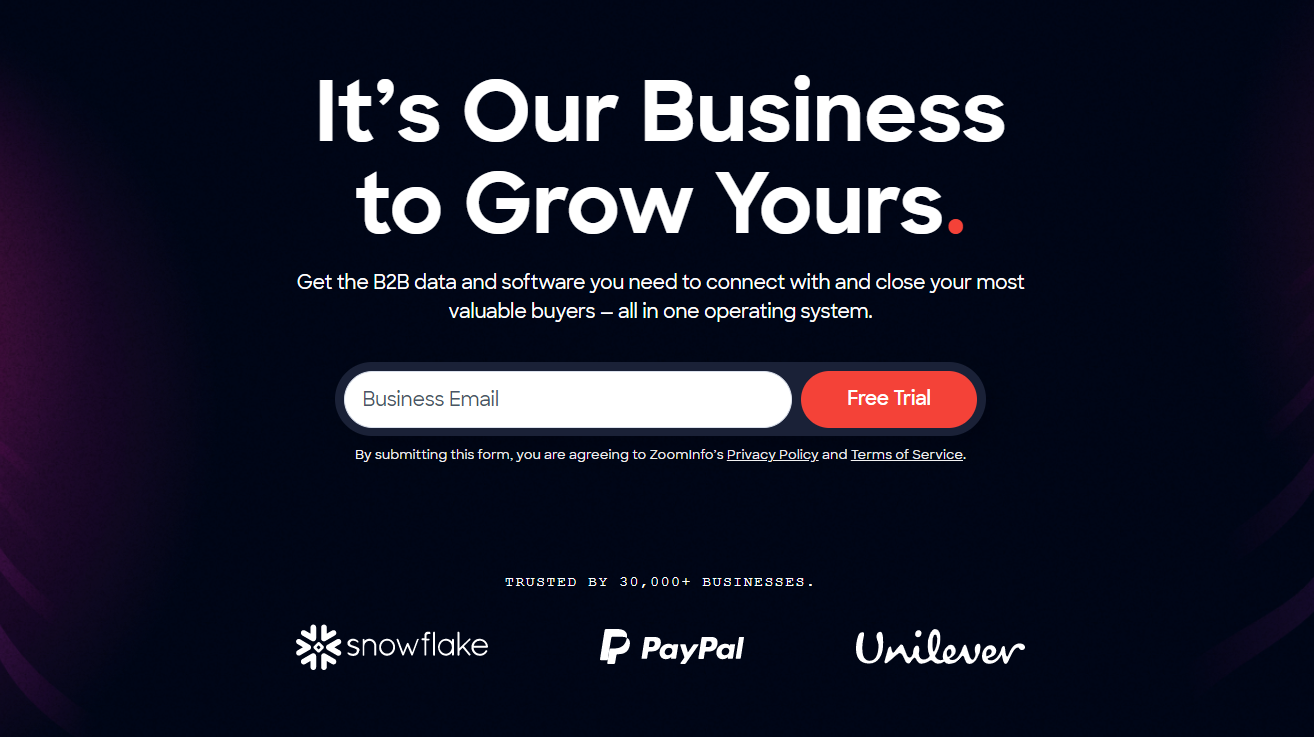 It’s Our Business
to Grow Yours.
Get the B2B data and software you need to connect with and close your most
valuable buyers — all in one operating system.
Business Email
Free Trial
By submitting this form, you are agreeing to ZoomInfo’s Privacy Policy and Terms of Service.
TRUSTED BY 30,000+ BUSINESSES.
snowflake
PayPal
Unilever